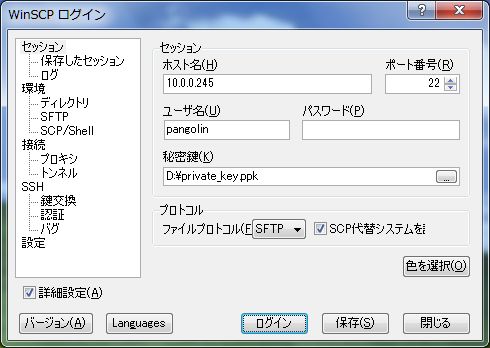 WinSCP ログイン
セッション
保存したセッション
ログ
環境
ディレクトリ
SFTP
SCP/Shell
接続
プロキシ
トンネル
SSH
鍵交換
認証
バグ
設定
セッション
ホスト名(H) ポート番号(R)
10.0.0.245 22
ユーザ名(U) パスワード(P)
pangolin
秘密鍵(K)
D:¥private_key.ppk ...
プロトコル
ファイルプロトコル(F SFTP SCP代替システムを
色を選択(O)
詳細設定(A)
バージョン(A) Languages ログイン 保存(S) 閉じる